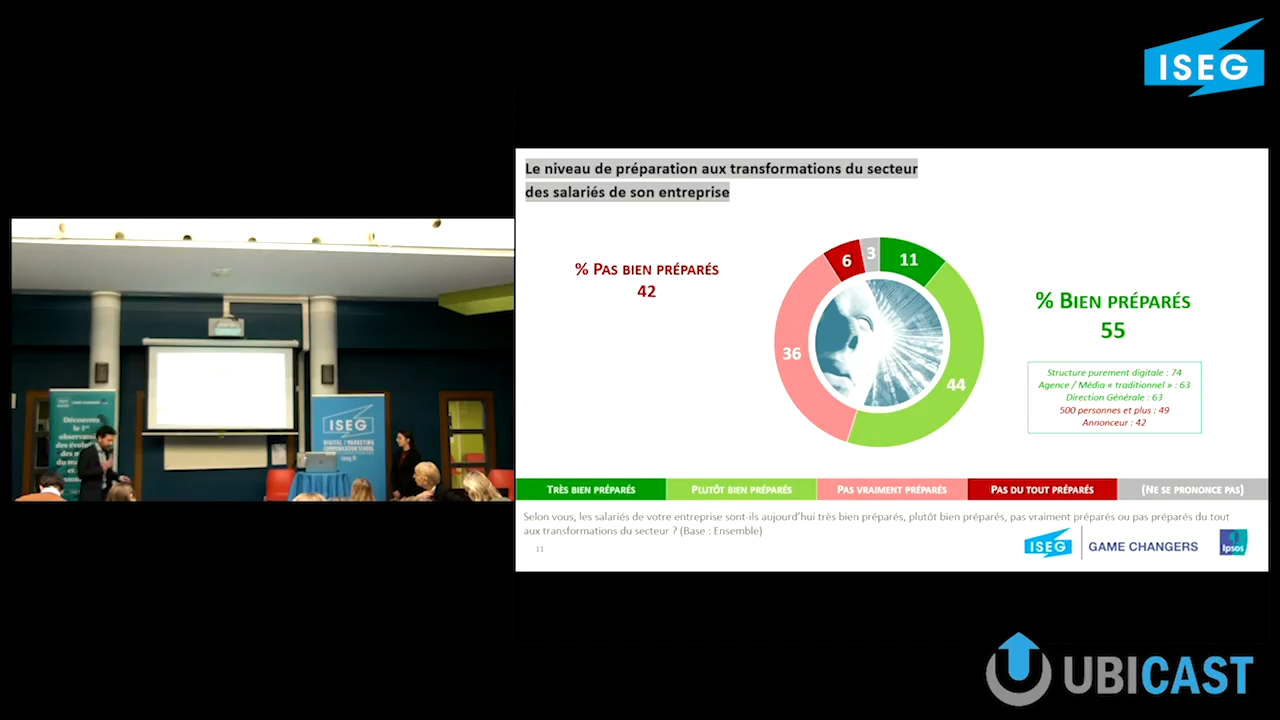 ISEG
Le niveau de préparation aux transformations du secteur
des salariés de son entreprise
% PAS BIEN PRÉPARÉS
42
6
3
11
36
44
% BIEN PRÉPARÉS
55
Structure purement digitale : 74
Agence / Média « traditionnel » : 63
Direction Générale : 63
500 personnes et plus : 49
Annonceur : 42
TRÈS BIEN PRÉPARÉS
PLUTÔT BIEN PRÉPARÉS
PAS VRAIMENT PRÉPARÉS
PAS DU TOUT PRÉPARÉS
(NE SE PRONONCE PAS)
Selon vous, les salariés de votre entreprise sont-ils aujourd'hui très bien préparés, plutôt bien préparés, pas vraiment préparés ou pas préparés du tout
aux transformations du secteur ? (Base : Ensemble)
11
ISEG
GAME CHANGERS
Ipsos
Découvrez
ISEG
DIGITAL / MARKETING
COMMUNICATION SCHOOL
UBICAST